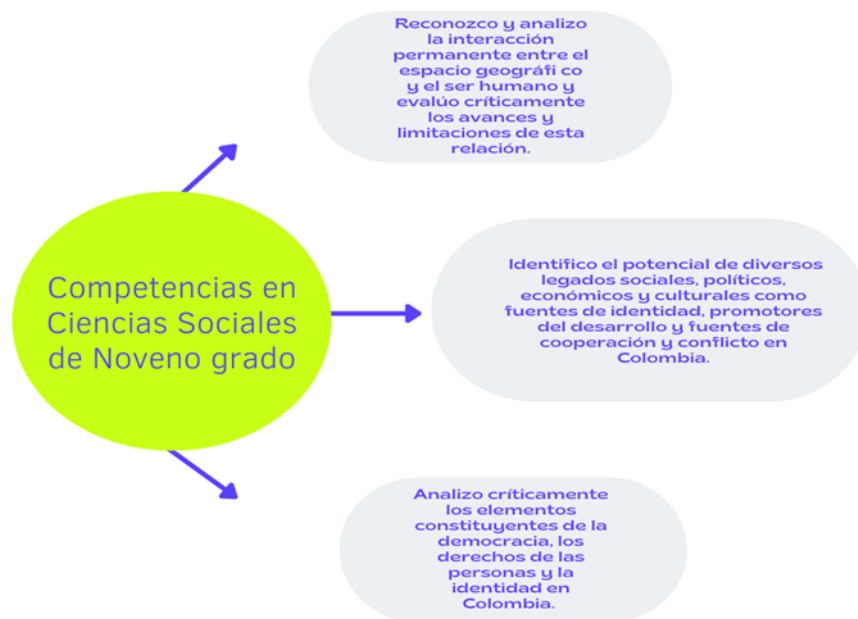 Reconozco y analizo
la interacción
permanente entre el
espacio geográfi co
y el ser humano y
evalúo críticamente
los avances y
limitaciones de esta
relación.
Competencias en
Ciencias Sociales
de Noveno grado
Identifico el potencial de diversos
legados sociales, políticos,
económicos y culturales como
fuentes de identidad, promotores
del desarrollo y fuentes de
cooperación y conflicto en
Colombia.
Analizo críticamente
los elementos
constituyentes de la
democracia, los
derechos de las
personas y la
identidad en
Colombia.